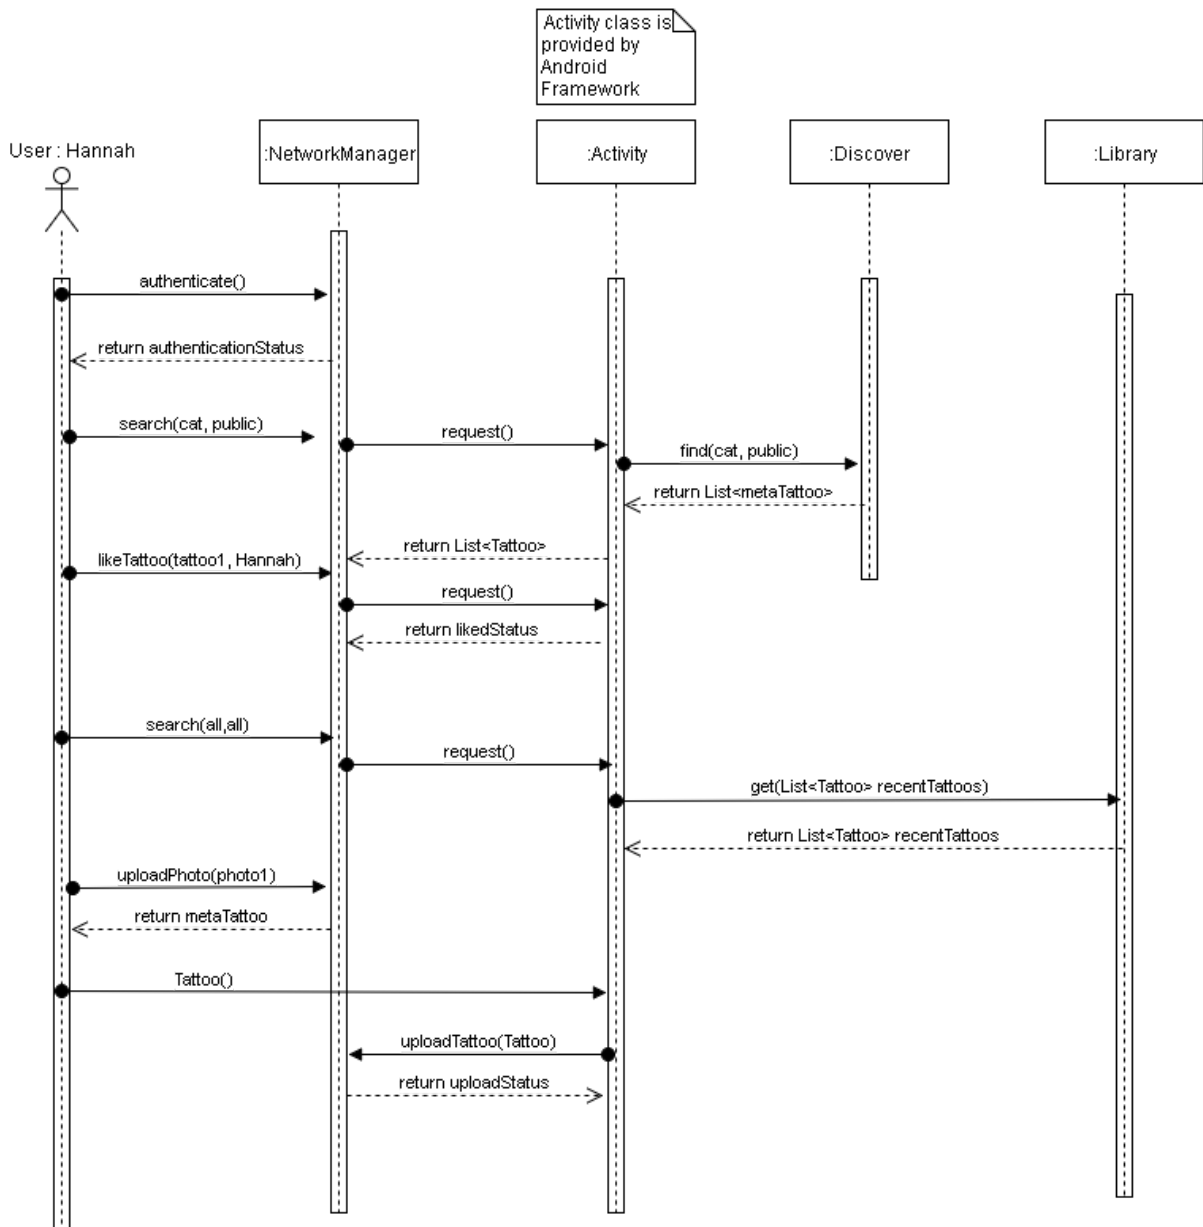 Activity class is
provided by
Android
Framework
User : Hannah
:NetworkManager
:Activity
:Discover
:Library
authenticate()
return authenticationStatus
search(cat, public)
request()
find(cat, public)
return List<metaTattoo>
return List<Tattoo>
likeTattoo(tattoo1, Hannah)
request()
return likedStatus
search(all,all)
request()
get(List<Tattoo> recentTattoos)
return List<Tattoo> recentTattoos
uploadPhoto(photo1)
return metaTattoo
Tattoo()
uploadTattoo(Tattoo)
return uploadStatus